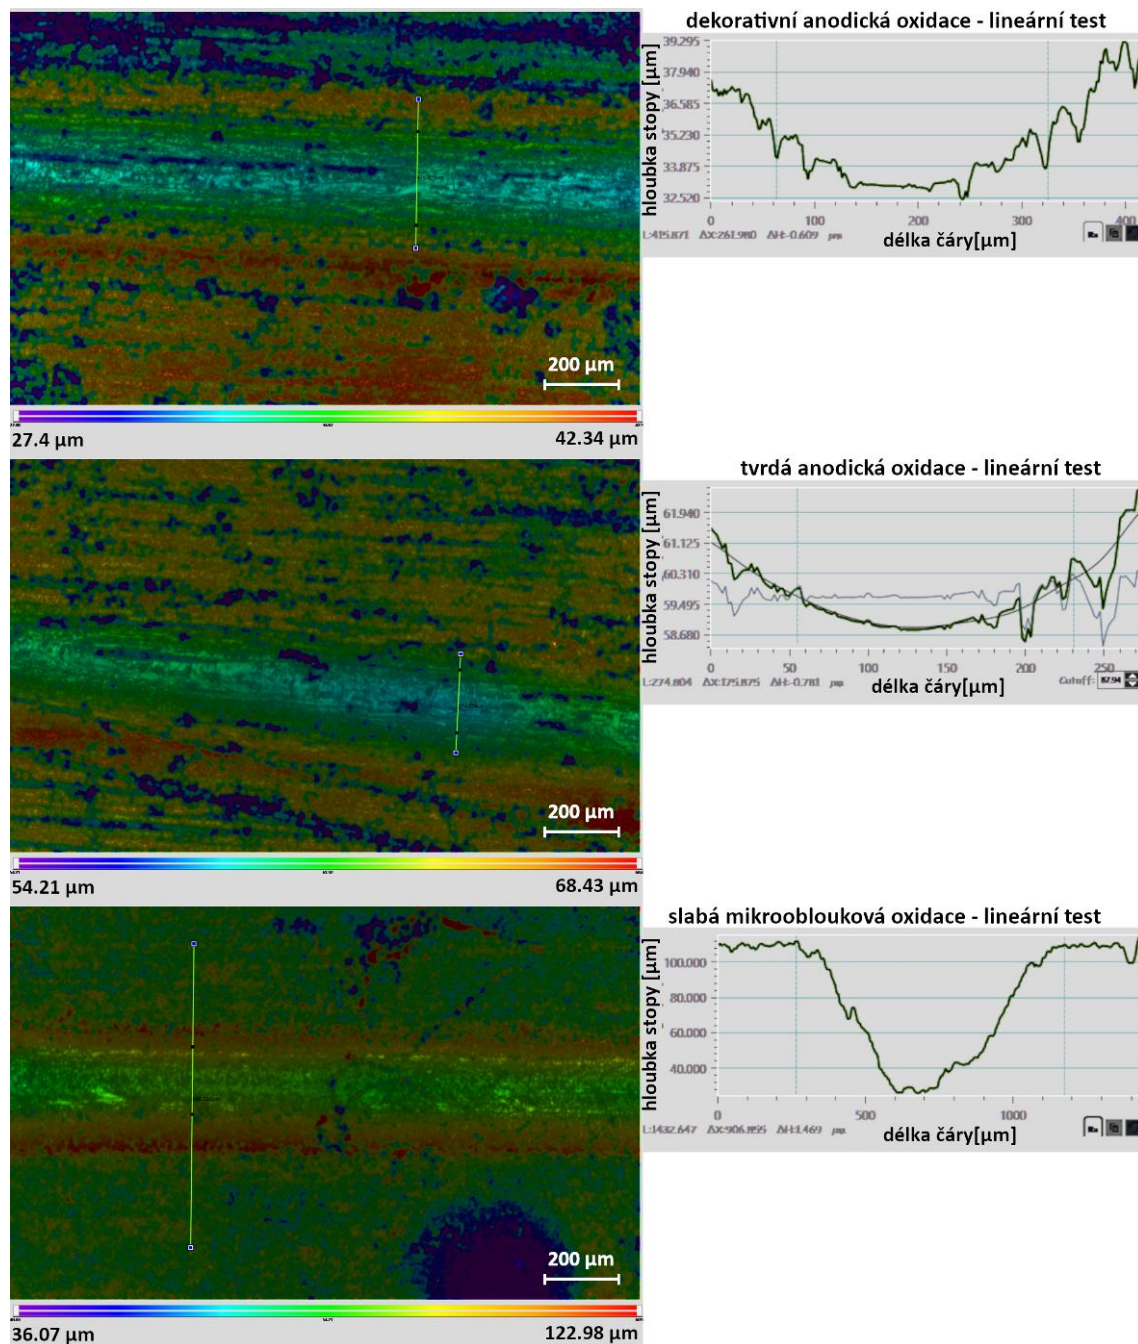 dekorativní anodická oxidace - lineární test
hloubka stopy [µm]
39.295
37.940
36.585
35.230
33.875
32.520
0 100 200 300 400
L:415.871 ΔX:261.980 ΔH:-0.609 µm
délka čáry[µm]
200 µm
27.4 µm 42.34 µm
tvrdá anodická oxidace - lineární test
hloubka stopy [µm]
61.940
61.125
60.310
59.495
58.680
0 50 100 150 200 250
L:274.804 ΔX:175.875 ΔH:-0.781 µm
délka čáry[µm]
Cutoff: 87.94
200 µm
54.21 µm 68.43 µm
slabá mikrooblouková oxidace - lineární test
hloubka stopy [µm]
100.000
80.000
60.000
40.000
0 500 1000
L:1432.647 ΔX:906.855 ΔH:1.469 µm
délka čáry[µm]
200 µm
36.07 µm 122.98 µm